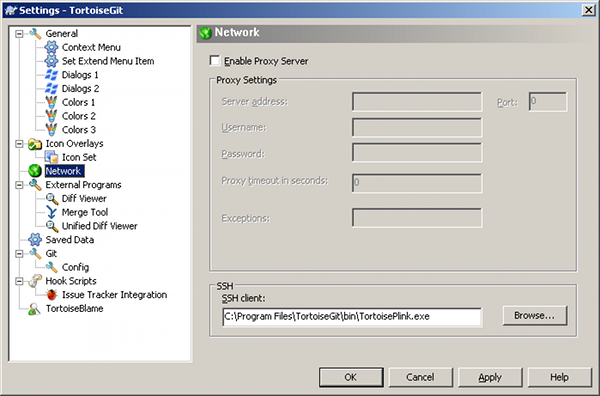 Settings - TortoiseGit
General
Context Menu
Set Extend Menu Item
Dialogs 1
Dialogs 2
Colors 1
Colors 2
Colors 3
Icon Overlays
Icon Set
Network
External Programs
Diff Viewer
Merge Tool
Unified Diff Viewer
Saved Data
Git
Config
Hook Scripts
Issue Tracker Integration
TortoiseBlame
Network
Enable Proxy Server
Proxy Settings
Server address: Port: 0
Username:
Password:
Proxy timeout in seconds: 0
Exceptions:
SSH
SSH client:
C:\Program Files\TortoiseGit\bin\TortoisePlink.exe Browse...
OK Cancel Apply Help